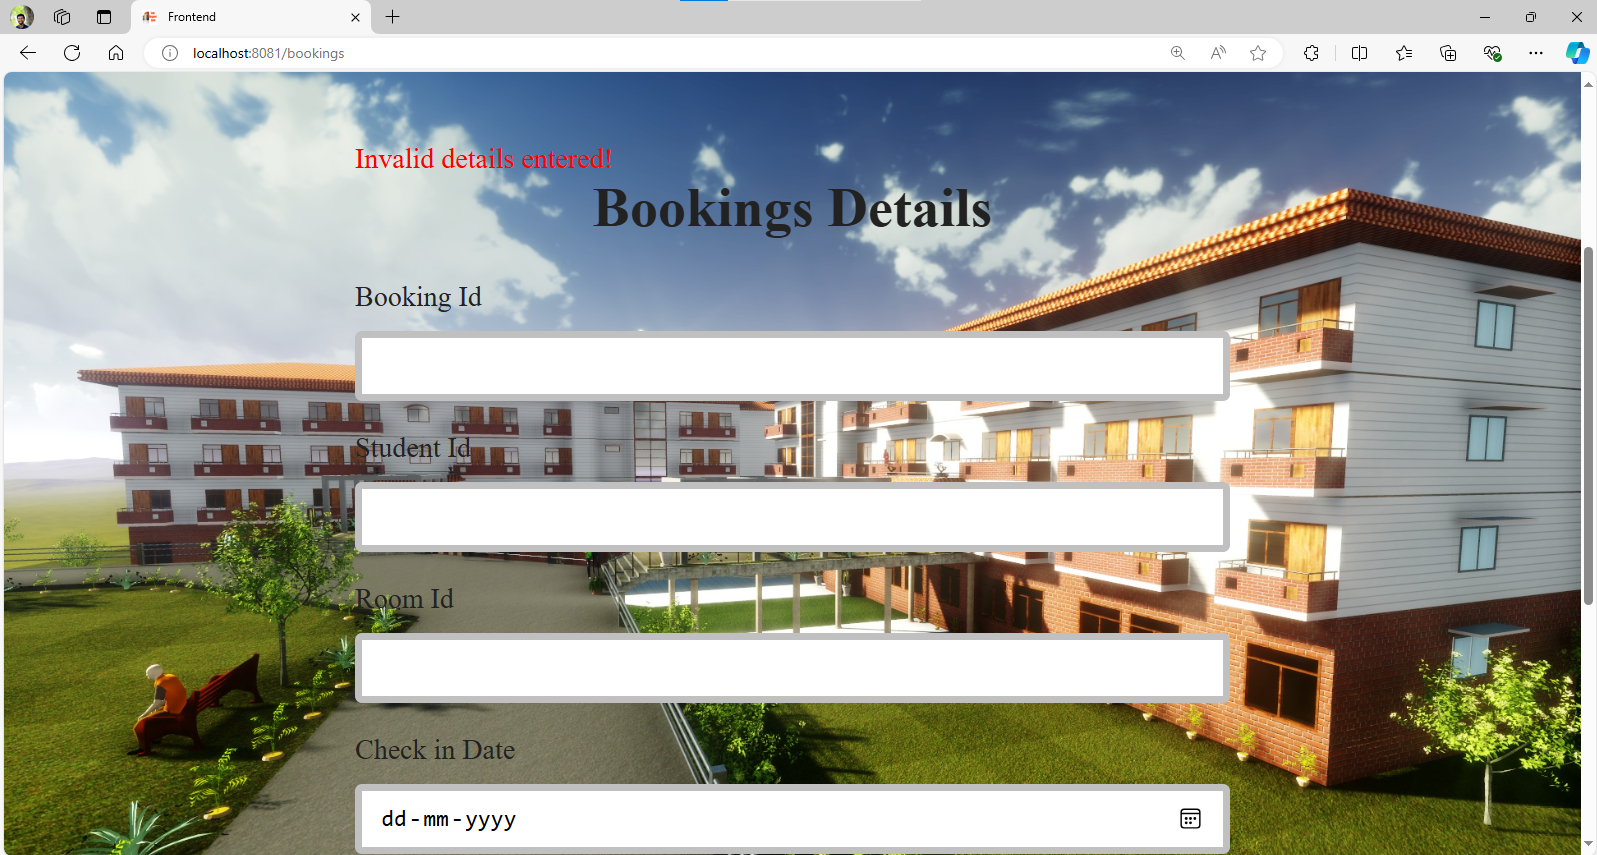 Frontend
localhost:8081/bookings
Invalid details entered!
Bookings Details
Booking Id
Student Id
Room Id
Check in Date
dd-mm-yyyy